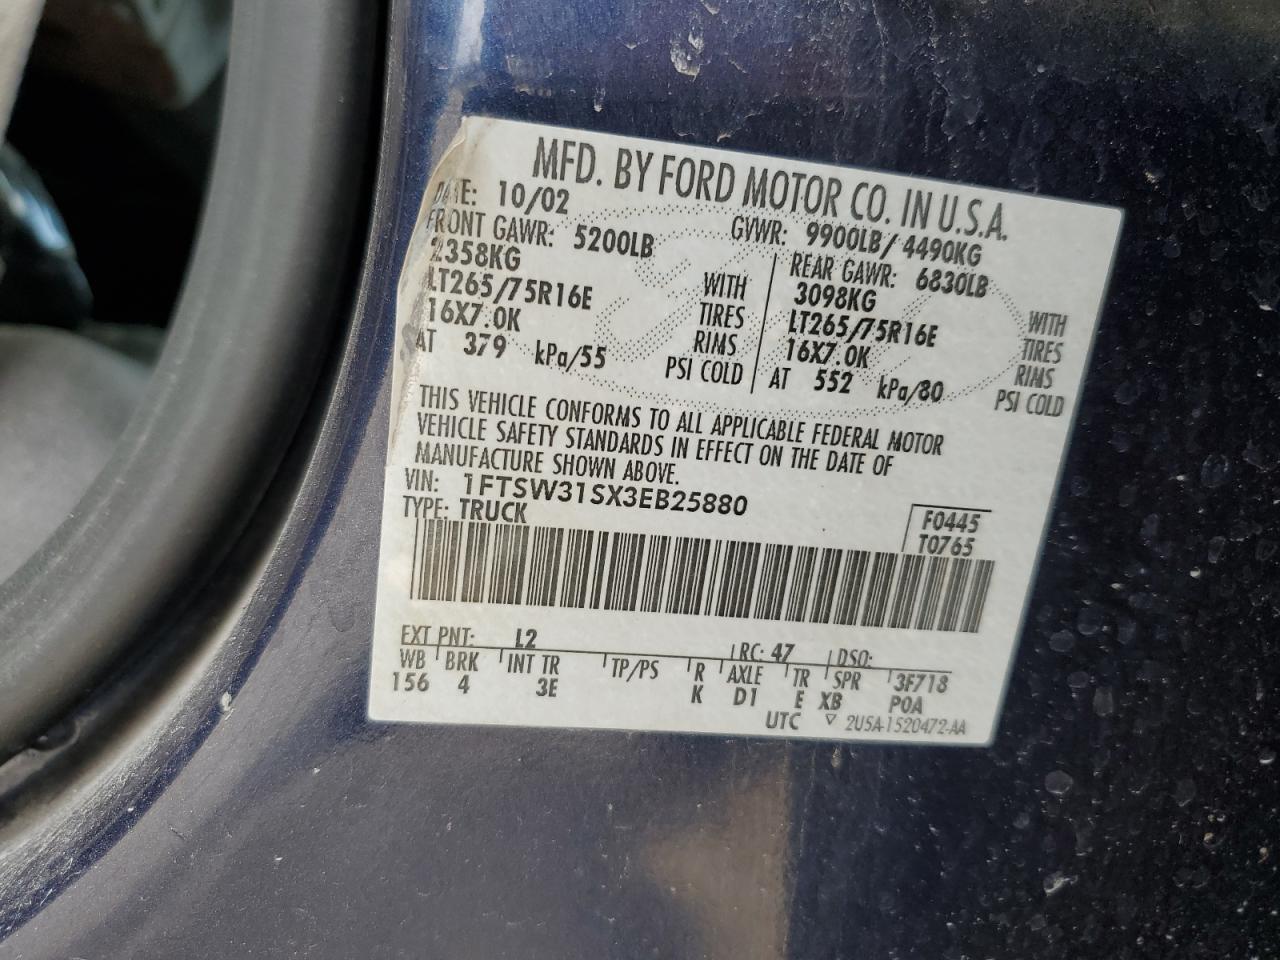 MFD. BY FORD MOTOR CO. IN U.S.A.
DATE: 10/02 GVWR: 9900LB/ 4490KG
FRONT GAWR: 5200LB REAR GAWR: 6830LB
2358KG WITH 3098KG WITH
LT265/75R16E TIRES LT265/75R16E TIRES
16X7.0K RIMS 16X7.0K RIMS
AT 379 kPa/55 PSI COLD AT 552 kPa/80 PSI COLD
THIS VEHICLE CONFORMS TO ALL APPLICABLE FEDERAL MOTOR
VEHICLE SAFETY STANDARDS IN EFFECT ON THE DATE OF
MANUFACTURE SHOWN ABOVE.
VIN: 1FTSW31SX3EB25880
TYPE: TRUCK F0445
T0765
EXT PNT: L2 RC: 47 DSO:
WB BRK INT TR TP/PS R AXLE TR SPR 3F718
156 4 3E K D1 E XB P0A
UTC ▽ 2U5A-1520472-AA